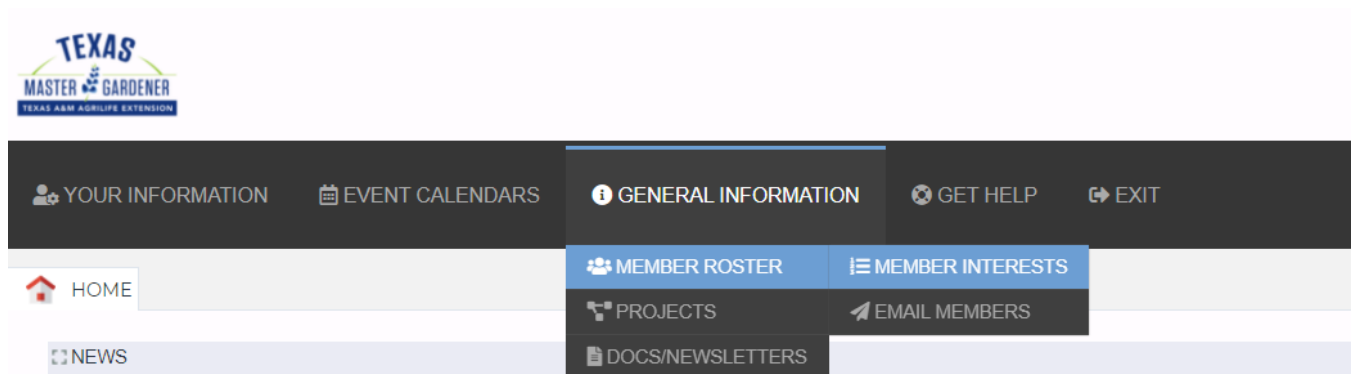 TEXAS
MASTER GARDENER
TEXAS A&M AGRILIFE EXTENSION
YOUR INFORMATION EVENT CALENDARS GENERAL INFORMATION GET HELP EXIT
MEMBER ROSTER MEMBER INTERESTS
HOME
PROJECTS EMAIL MEMBERS
NEWS DOCS/NEWSLETTERS